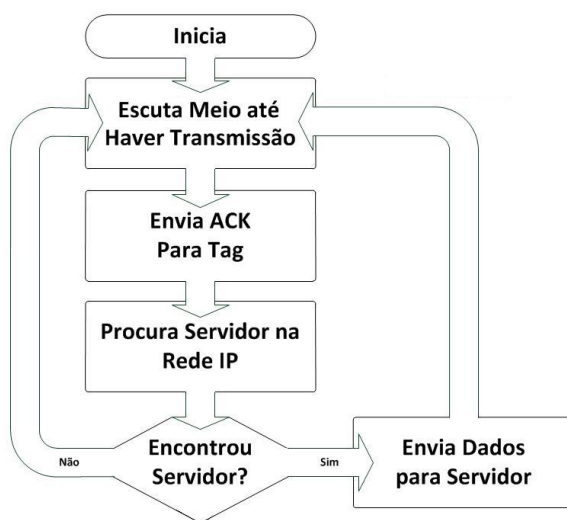 Inicia
Escuta Meio até
Haver Transmissão
Envia ACK
Para Tag
Procura Servidor na
Rede IP
Encontrou
Servidor?
Não
Sim
Envia Dados
para Servidor